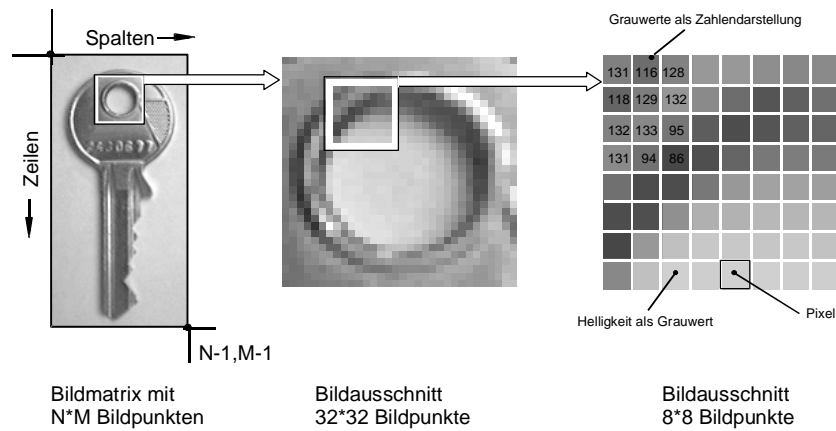 Grauwerte als Zahlendarstellung
Spalten
Zeilen
131 116 128
118 129 132
132 133 95
131 94 86
Helligkeit als Grauwert
Pixel
N-1,M-1
Bildmatrix mit
N*M Bildpunkten
Bildausschnitt
32*32 Bildpunkte
Bildausschnitt
8*8 Bildpunkte